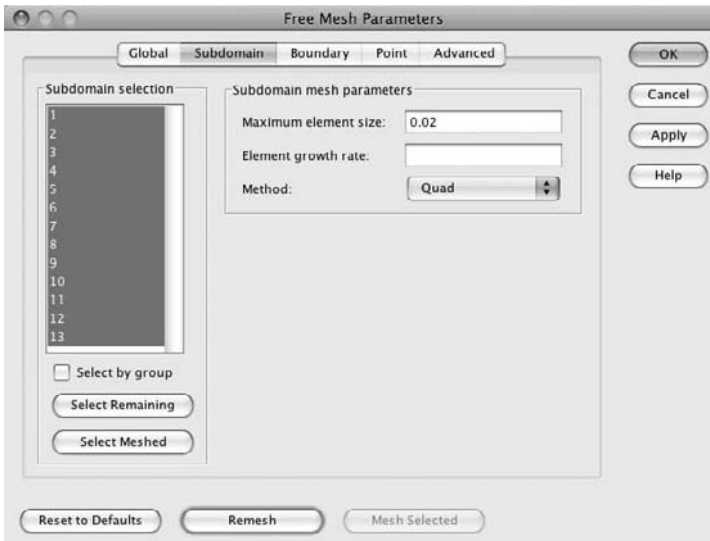 Free Mesh Parameters
Global Subdomain Boundary Point Advanced
Subdomain selection
1
2
3
4
5
6
7
8
9
10
11
12
13
Select by group
Select Remaining
Select Meshed
Subdomain mesh parameters
Maximum element size: 0.02
Element growth rate:
Method: Quad
OK
Cancel
Apply
Help
Reset to Defaults Remesh Mesh Selected